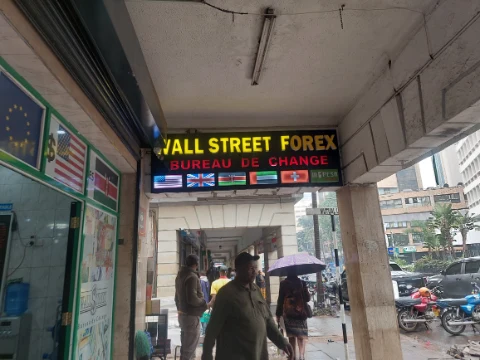 WALL STREET FOREX
BUREAU DE CHANGE